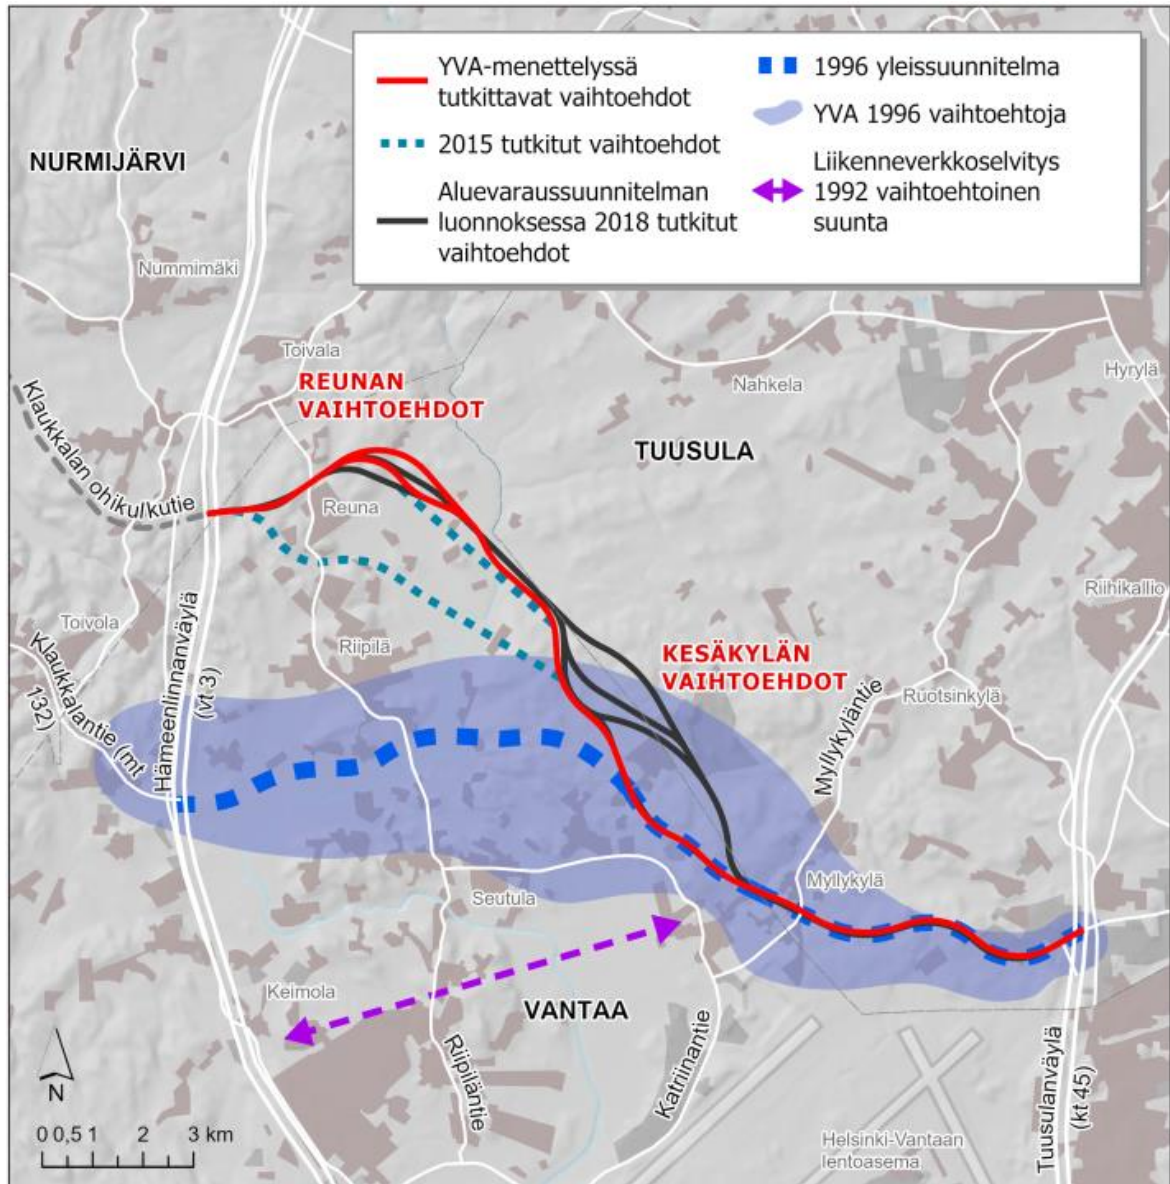 YVA-menettelyssä
tutkittavat vaihtoehdot
2015 tutkitut vaihtoehdot
Aluevaraussuunnitelman
luonnoksessa 2018 tutkitut
vaihtoehdot
1996 yleissuunnitelma
YVA 1996 vaihtoehtoja
Liikenneverkkoselvitys
1992 vaihtoehtoinen
suunta
NURMIJÄRVI
Nummimäki
Toivala
REUNAN
VAIHTOEHDOT
Nahkela
Hyrylä
Klaukkalan ohikulkutie
TUUSULA
Reuna
Riihikallio
Toivola
Klaukkalantie (mt
132)
Hämeenlinnanväylä
(vt 3)
Riipilä
KESÄKYLÄN
VAIHTOEHDOT
Ruotsinkylä
Myllykyläntie
Myllykylä
Seutula
Keimola
VANTAA
Riipiläntie
Katriinantie
Tuusulanväylä
(kt 45)
Helsinki-Vantaan
lentoasema
N
0 0,5 1 2 3 km